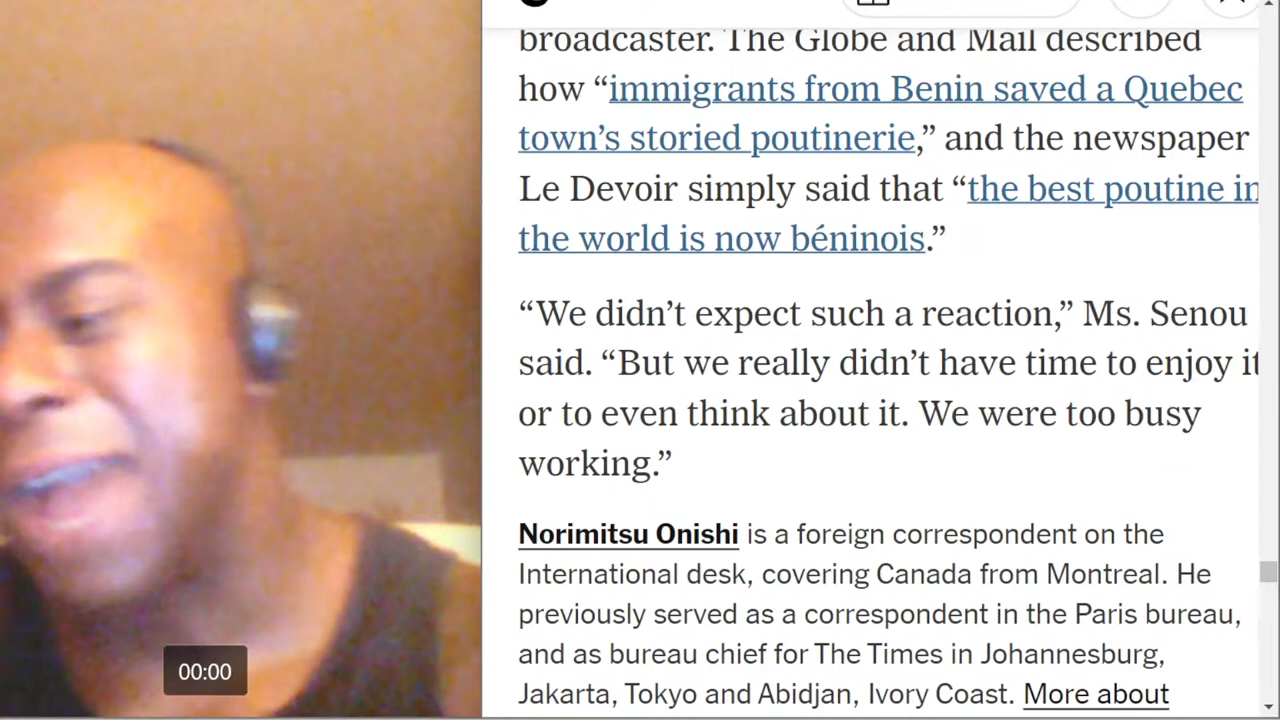 broadcaster. The Globe and Mail described
how “immigrants from Benin saved a Quebec
town’s storied poutinerie,” and the newspaper
Le Devoir simply said that “the best poutine in
the world is now béninois.”
“We didn’t expect such a reaction,” Ms. Senou
said. “But we really didn’t have time to enjoy it
or to even think about it. We were too busy
working.”
Norimitsu Onishi is a foreign correspondent on the
International desk, covering Canada from Montreal. He
previously served as a correspondent in the Paris bureau,
and as bureau chief for The Times in Johannesburg,
Jakarta, Tokyo and Abidjan, Ivory Coast. More about
00:00